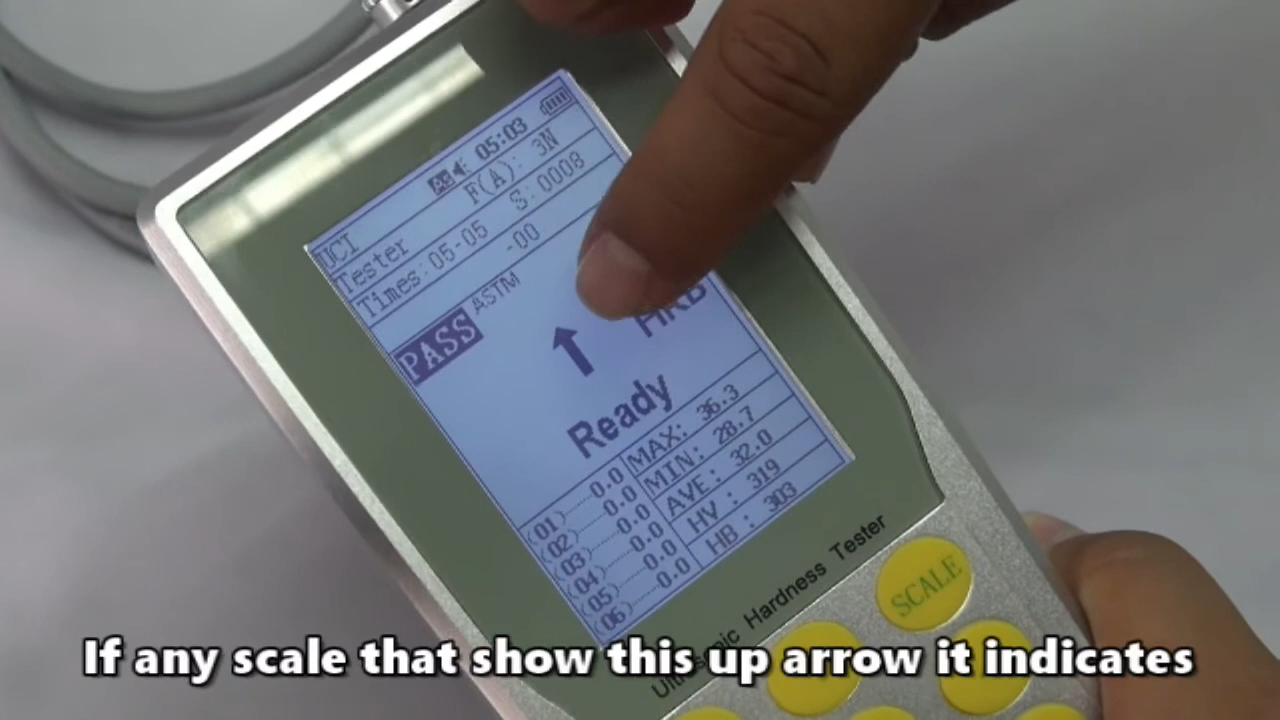 05:03
UCI F(A): 3N
Tester S:0008
Times:05-05 -00
PASS ASTM
HRB
Ready
MAX: 36.3
(01) 0.0 MIN: 28.7
(02) 0.0 AVE: 32.0
(03) 0.0 HV : 319
(04) 0.0 HB : 303
(05) 0.0
(06) 0.0
Ultrasonic Hardness Tester
SCALE
If any scale that show this up arrow it indicates